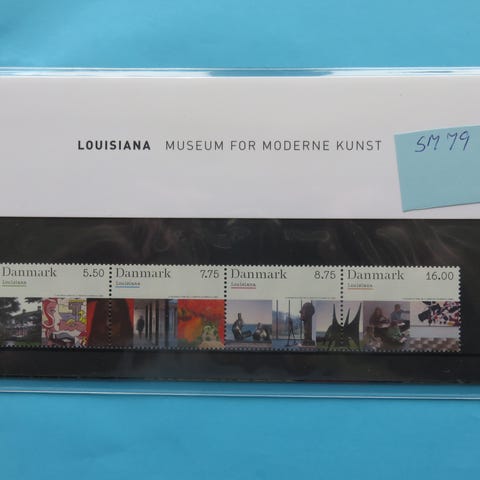 LOUISIANA MUSEUM FOR MODERNE KUNST
SM 79
Danmark 5.50
Louisiana
Danmark 7.75
Louisiana
Danmark 8.75
Louisiana
Danmark 16.00
Louisiana